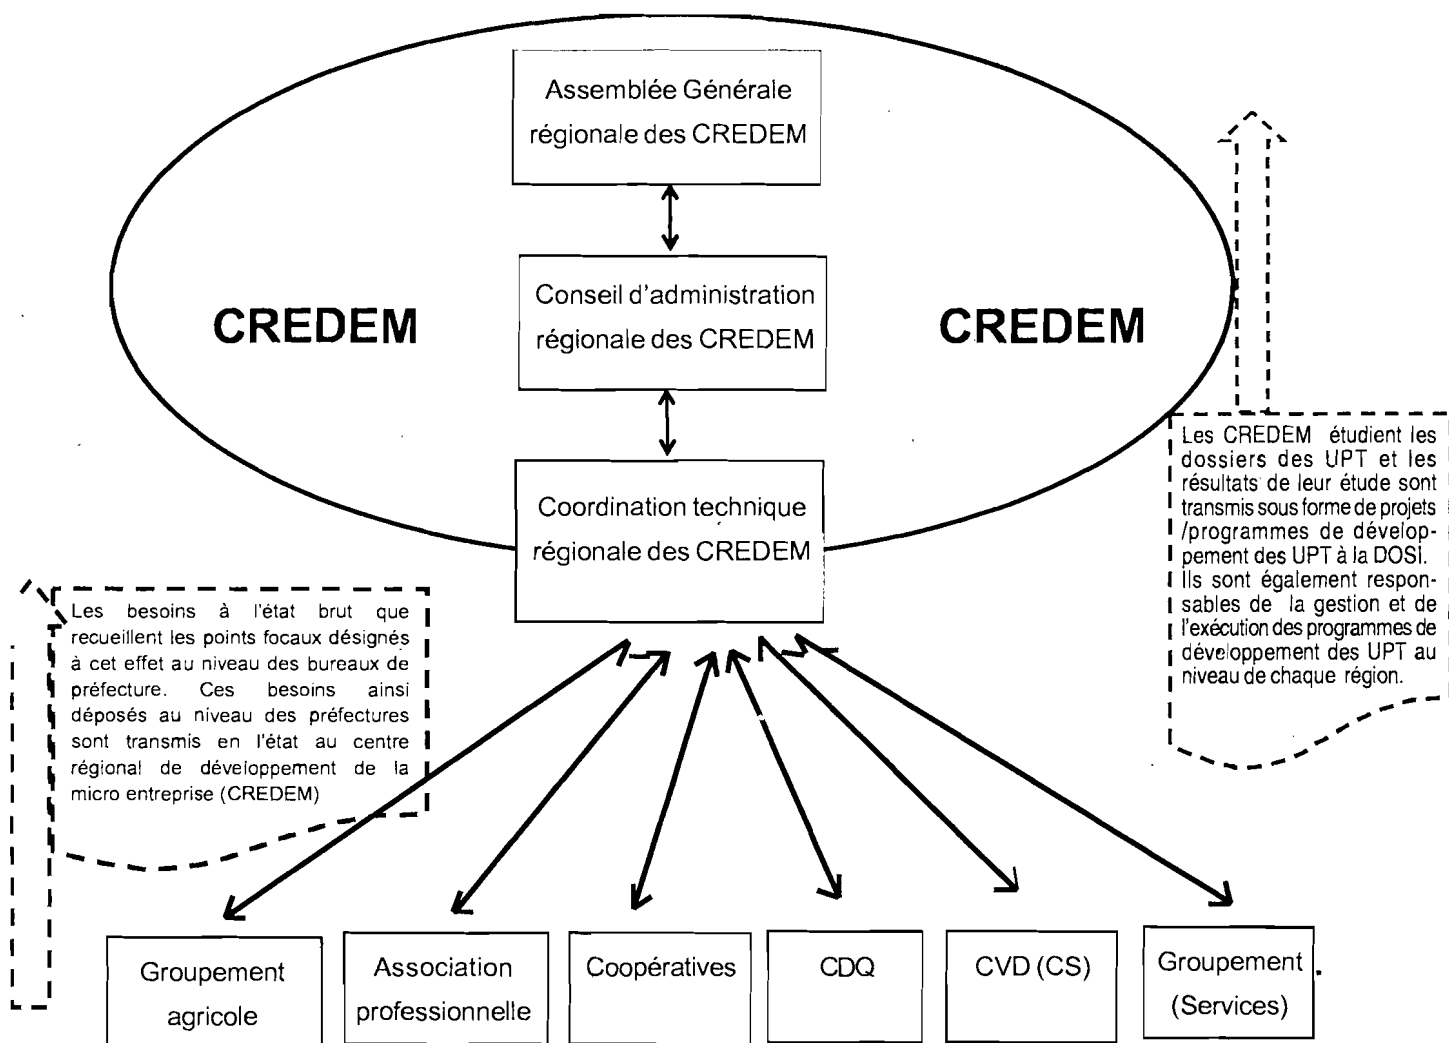 Assemblée Générale
régionale des CREDEM
Conseil d'administration
régionale des CREDEM
CREDEM
CREDEM
Coordination technique
régionale des CREDEM
Les CREDEM étudient les
dossiers des UPT et les
résultats de leur étude sont
transmis sous forme de projets
/programmes de dévelop-
pement des UPT à la DOSI.
Ils sont également respon-
sables de la gestion et de
l'exécution des programmes de
développement des UPT au
niveau de chaque région.
Les besoins à l'état brut que
recueillent les points focaux désignés
à cet effet au niveau des bureaux de
préfecture. Ces besoins ainsi
déposés au niveau des préfectures
sont transmis en l'état au centre
régional de développement de la
micro entreprise (CREDEM)
Groupement
agricole
Association
professionnelle
Coopératives
CDQ
CVD (CS)
Groupement
(Services)